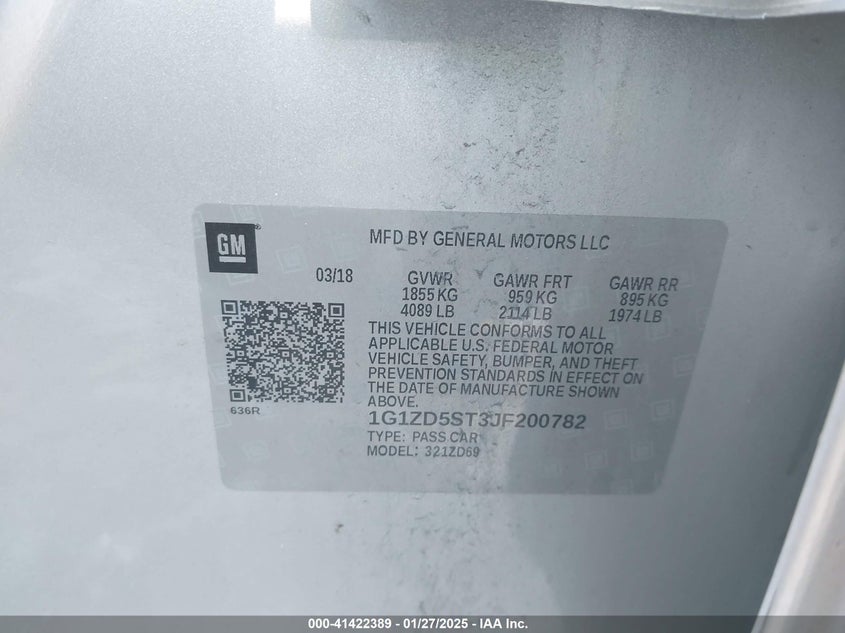 GM
MFD BY GENERAL MOTORS LLC
03/18 GVWR GAWR FRT GAWR RR
1855 KG 959 KG 895 KG
4089 LB 2114 LB 1974 LB
THIS VEHICLE CONFORMS TO ALL
APPLICABLE U.S. FEDERAL MOTOR
VEHICLE SAFETY, BUMPER, AND THEFT
PREVENTION STANDARDS IN EFFECT ON
THE DATE OF MANUFACTURE SHOWN
ABOVE.
636R
1G1ZD5ST3JF200782
TYPE: PASS CAR
MODEL: 321ZD69
000-41422389 - 01/27/2025 - IAA Inc.